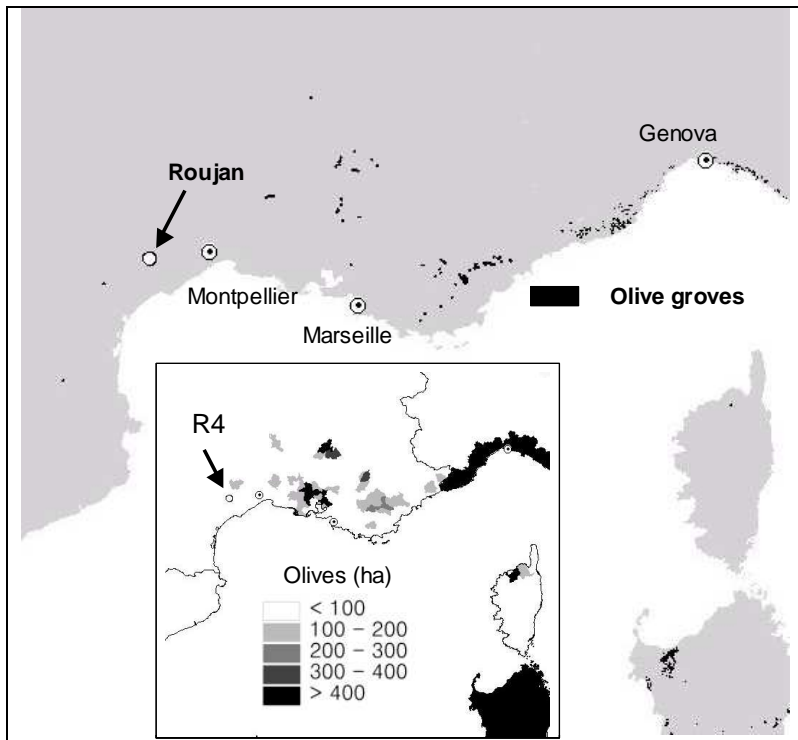 Genova
Roujan
Montpellier
Olive groves
Marseille
R4
Olives (ha)
< 100
100 – 200
200 – 300
300 – 400
> 400